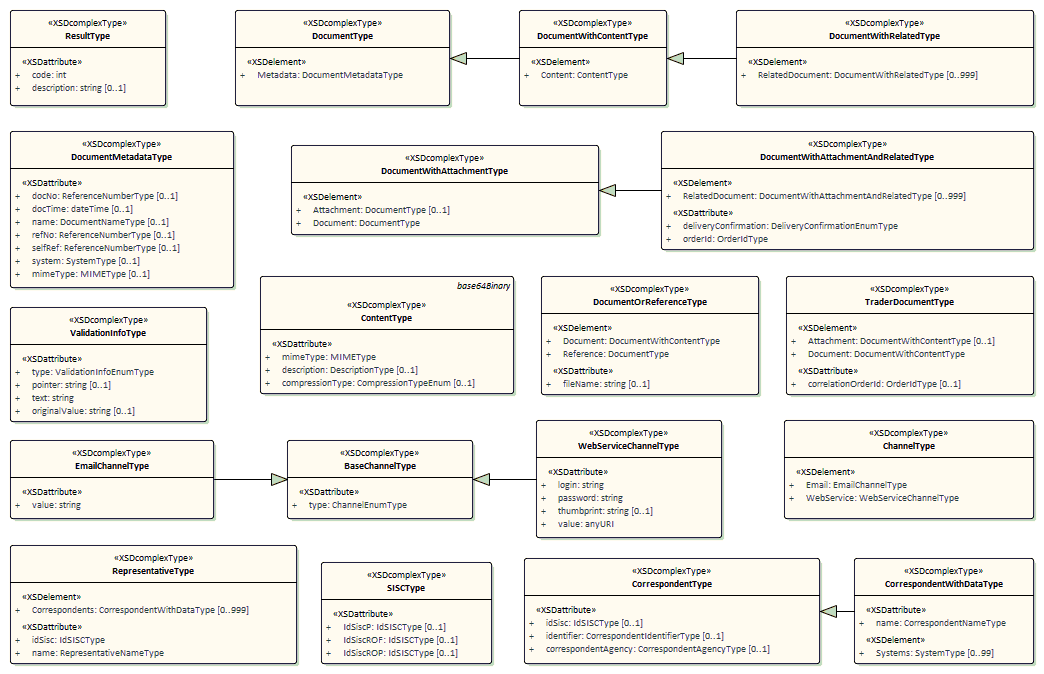 «XSDcomplexType»
ResultType
«XSDattribute»
+ code: int
+ description: string [0..1]
«XSDcomplexType»
DocumentType
«XSDelement»
+ Metadata: DocumentMetadataType
«XSDcomplexType»
DocumentWithContentType
«XSDelement»
+ Content: ContentType
«XSDcomplexType»
DocumentWithRelatedType
«XSDelement»
+ RelatedDocument: DocumentWithRelatedType [0..999]
«XSDcomplexType»
DocumentMetadataType
«XSDattribute»
+ docNo: ReferenceNumberType [0..1]
+ docTime: dateTime [0..1]
+ name: DocumentNameType [0..1]
+ refNo: ReferenceNumberType [0..1]
+ selfRef: ReferenceNumberType [0..1]
+ system: SystemType [0..1]
+ mimeType: MIMEType [0..1]
«XSDcomplexType»
DocumentWithAttachmentType
«XSDelement»
+ Attachment: DocumentType [0..1]
+ Document: DocumentType
«XSDcomplexType»
DocumentWithAttachmentAndRelatedType
«XSDelement»
+ RelatedDocument: DocumentWithAttachmentAndRelatedType [0..999]
«XSDattribute»
+ deliveryConfirmation: DeliveryConfirmationEnumType
+ orderId: OrderIdType
«XSDcomplexType»
ValidationInfoType
«XSDattribute»
+ type: ValidationInfoEnumType
+ pointer: string [0..1]
+ text: string
+ originalValue: string [0..1]
base64Binary
«XSDcomplexType»
ContentType
«XSDattribute»
+ mimeType: MIMEType
+ description: DescriptionType [0..1]
+ compressionType: CompressionTypeEnum [0..1]
«XSDcomplexType»
DocumentOrReferenceType
«XSDelement»
+ Document: DocumentWithContentType
+ Reference: DocumentType
«XSDattribute»
+ fileName: string [0..1]
«XSDcomplexType»
TraderDocumentType
«XSDelement»
+ Attachment: DocumentWithContentType [0..1]
+ Document: DocumentWithContentType
«XSDattribute»
+ correlationOrderId: OrderIdType [0..1]
«XSDcomplexType»
EmailChannelType
«XSDattribute»
+ value: string
«XSDcomplexType»
BaseChannelType
«XSDattribute»
+ type: ChannelEnumType
«XSDcomplexType»
WebServiceChannelType
«XSDattribute»
+ login: string
+ password: string
+ thumbprint: string [0..1]
+ value: anyURI
«XSDcomplexType»
ChannelType
«XSDelement»
+ Email: EmailChannelType
+ WebService: WebServiceChannelType
«XSDcomplexType»
RepresentativeType
«XSDelement»
+ Correspondents: CorrespondentWithDataType [0..999]
«XSDattribute»
+ idSisc: IdSISCType
+ name: RepresentativeNameType
«XSDcomplexType»
SISCType
«XSDattribute»
+ IdSiscP: IdSISCType [0..1]
+ IdSiscROF: IdSISCType [0..1]
+ IdSiscROP: IdSISCType [0..1]
«XSDcomplexType»
CorrespondentType
«XSDattribute»
+ idSisc: IdSISCType [0..1]
+ identifier: CorrespondentIdentifierType [0..1]
+ correspondentAgency: CorrespondentAgencyType [0..1]
«XSDcomplexType»
CorrespondentWithDataType
«XSDattribute»
+ name: CorrespondentNameType
«XSDelement»
+ Systems: SystemType [0..99]